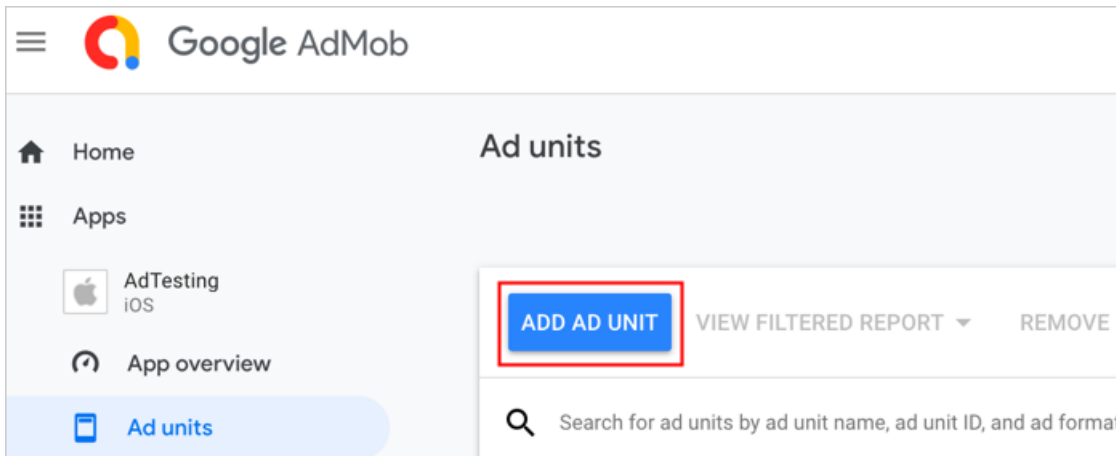 Google AdMob
Home
Apps
AdTesting
iOS
App overview
Ad units
Ad units
ADD AD UNIT VIEW FILTERED REPORT REMOVE
Search for ad units by ad unit name, ad unit ID, and ad format